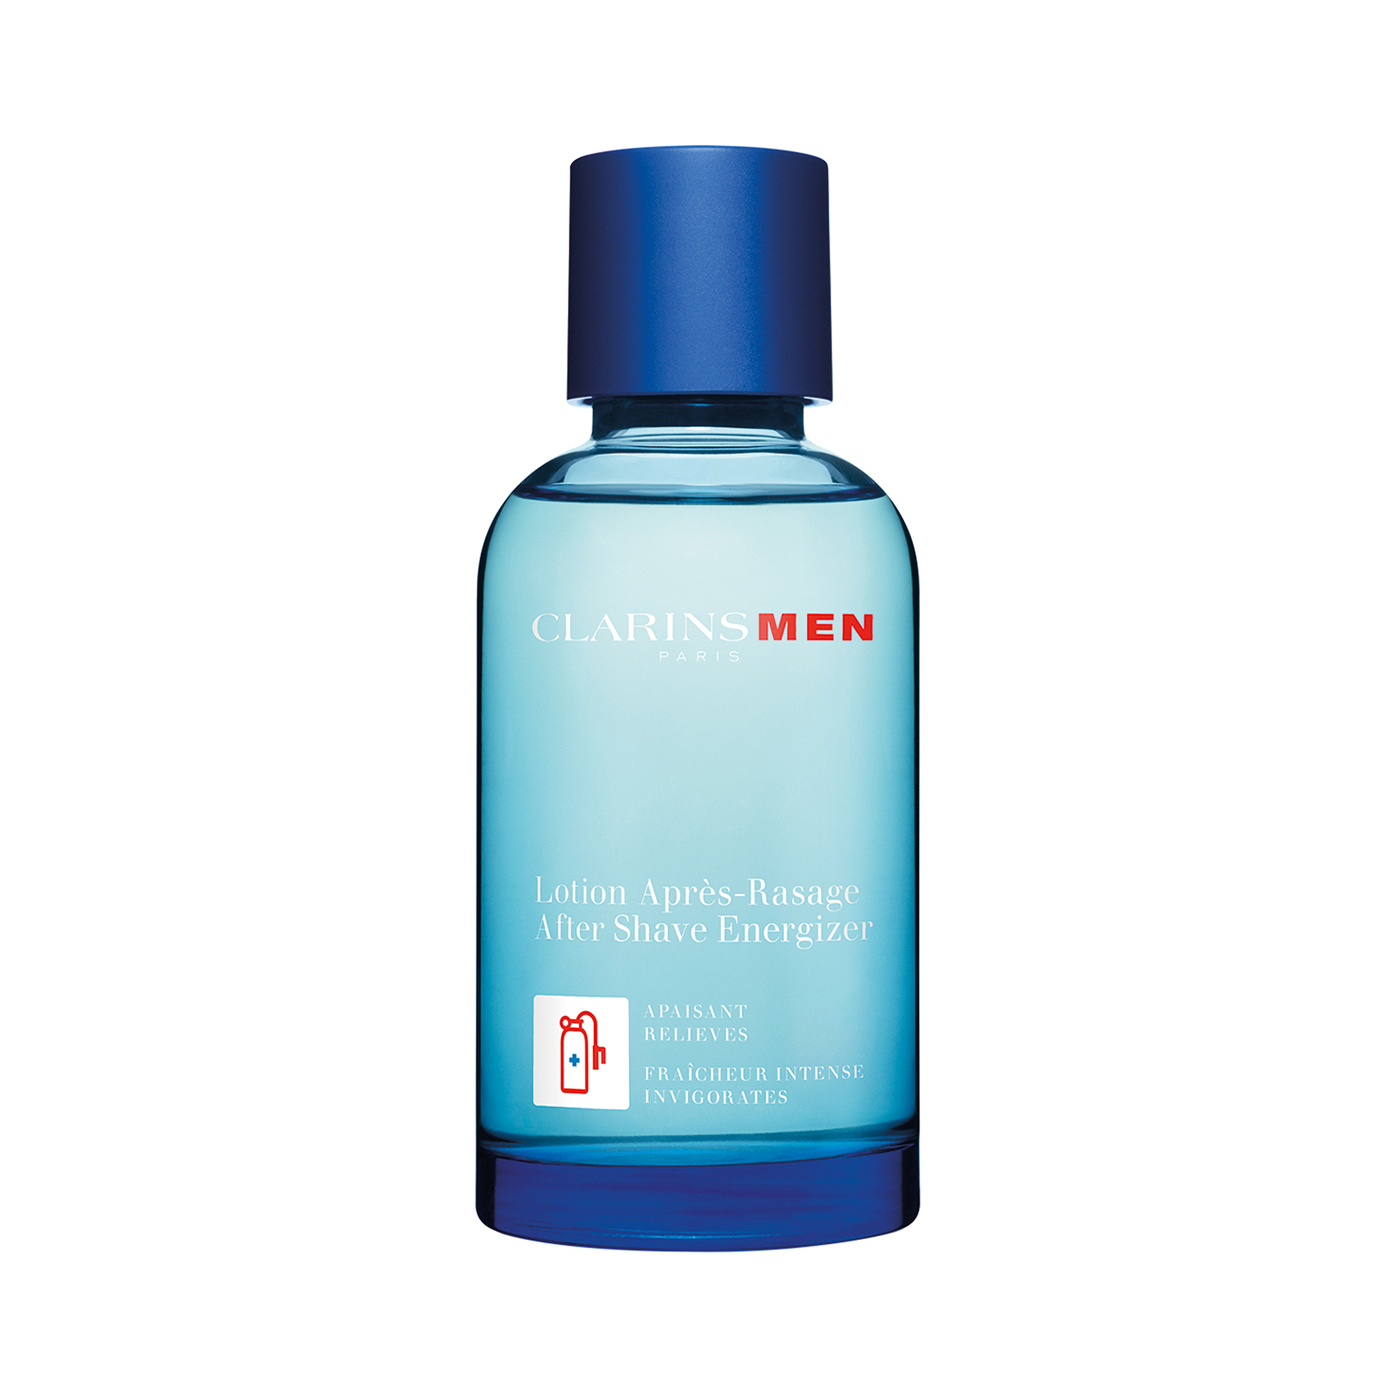 CLARINSMEN
PARIS
Lotion Après-Rasage
After Shave Energizer
APAISANT
RELIEVES
FRAÎCHEUR INTENSE
INVIGORATES